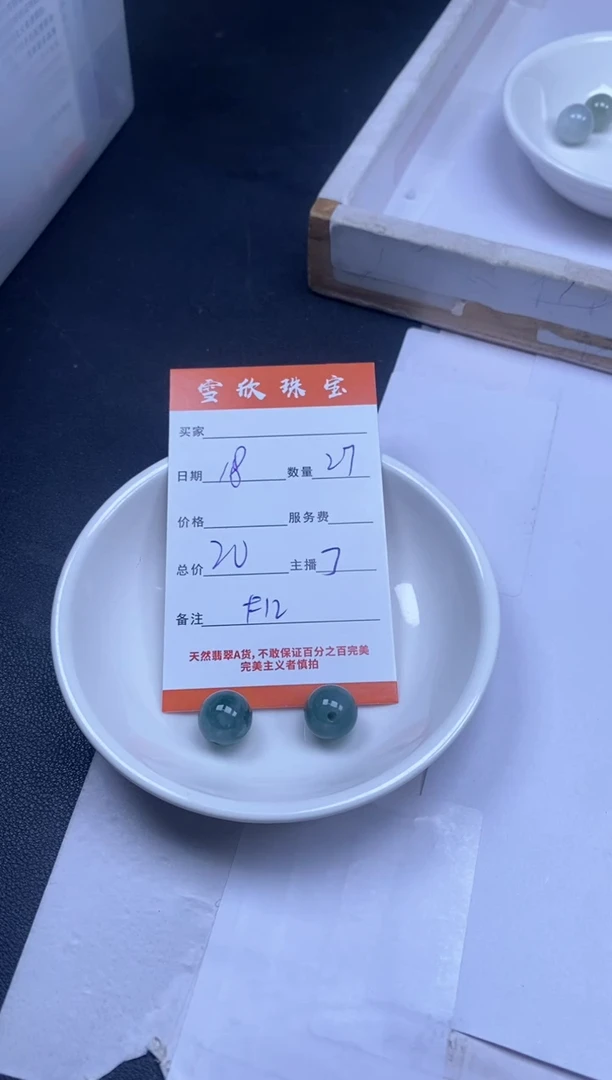 雪欣珠宝
买家
日期 18 数量 27
价格 服务费
总价 20 主播
备注 F12
天然翡翠A货,不敢保证百分之百完美
完美主义者慎拍